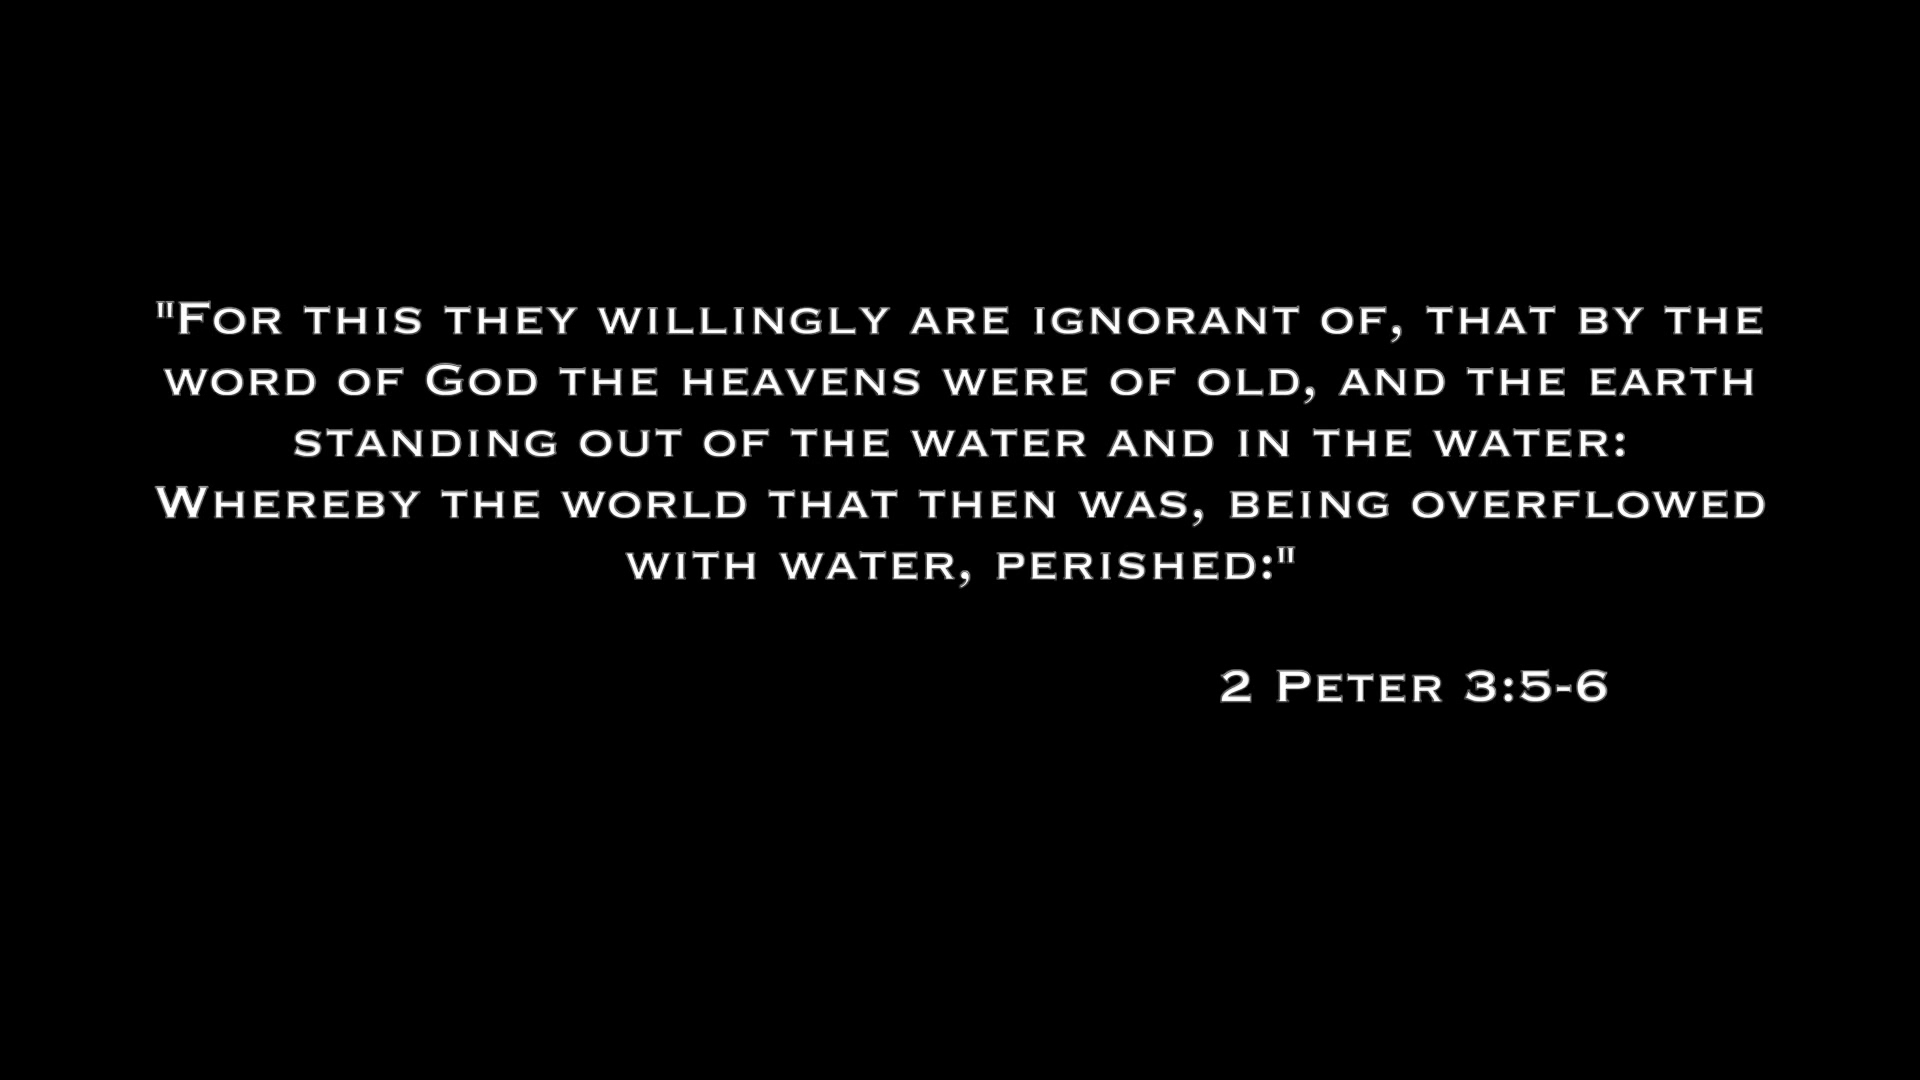 "For this they willingly are ignorant of, that by the
word of God the heavens were of old, and the earth
standing out of the water and in the water:
Whereby the world that then was, being overflowed
with water, perished:"
2 Peter 3:5-6